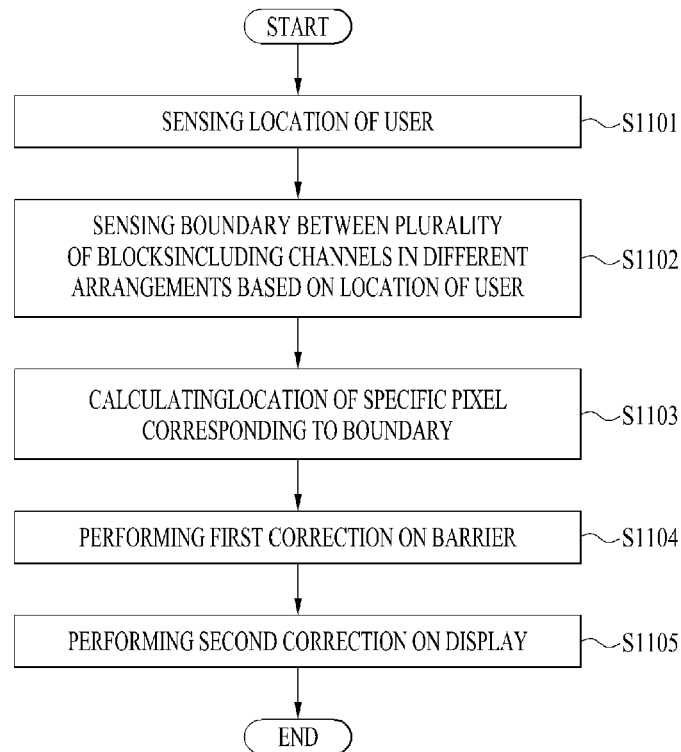 START
SENSING LOCATION OF USER
S1101
SENSING BOUNDARY BETWEEN PLURALITY
OF BLOCKSINCLUDING CHANNELS IN DIFFERENT
ARRANGEMENTS BASED ON LOCATION OF USER
S1102
CALCULATINGLOCATION OF SPECIFIC PIXEL
CORRESPONDING TO BOUNDARY
S1103
PERFORMING FIRST CORRECTION ON BARRIER
S1104
PERFORMING SECOND CORRECTION ON DISPLAY
S1105
END